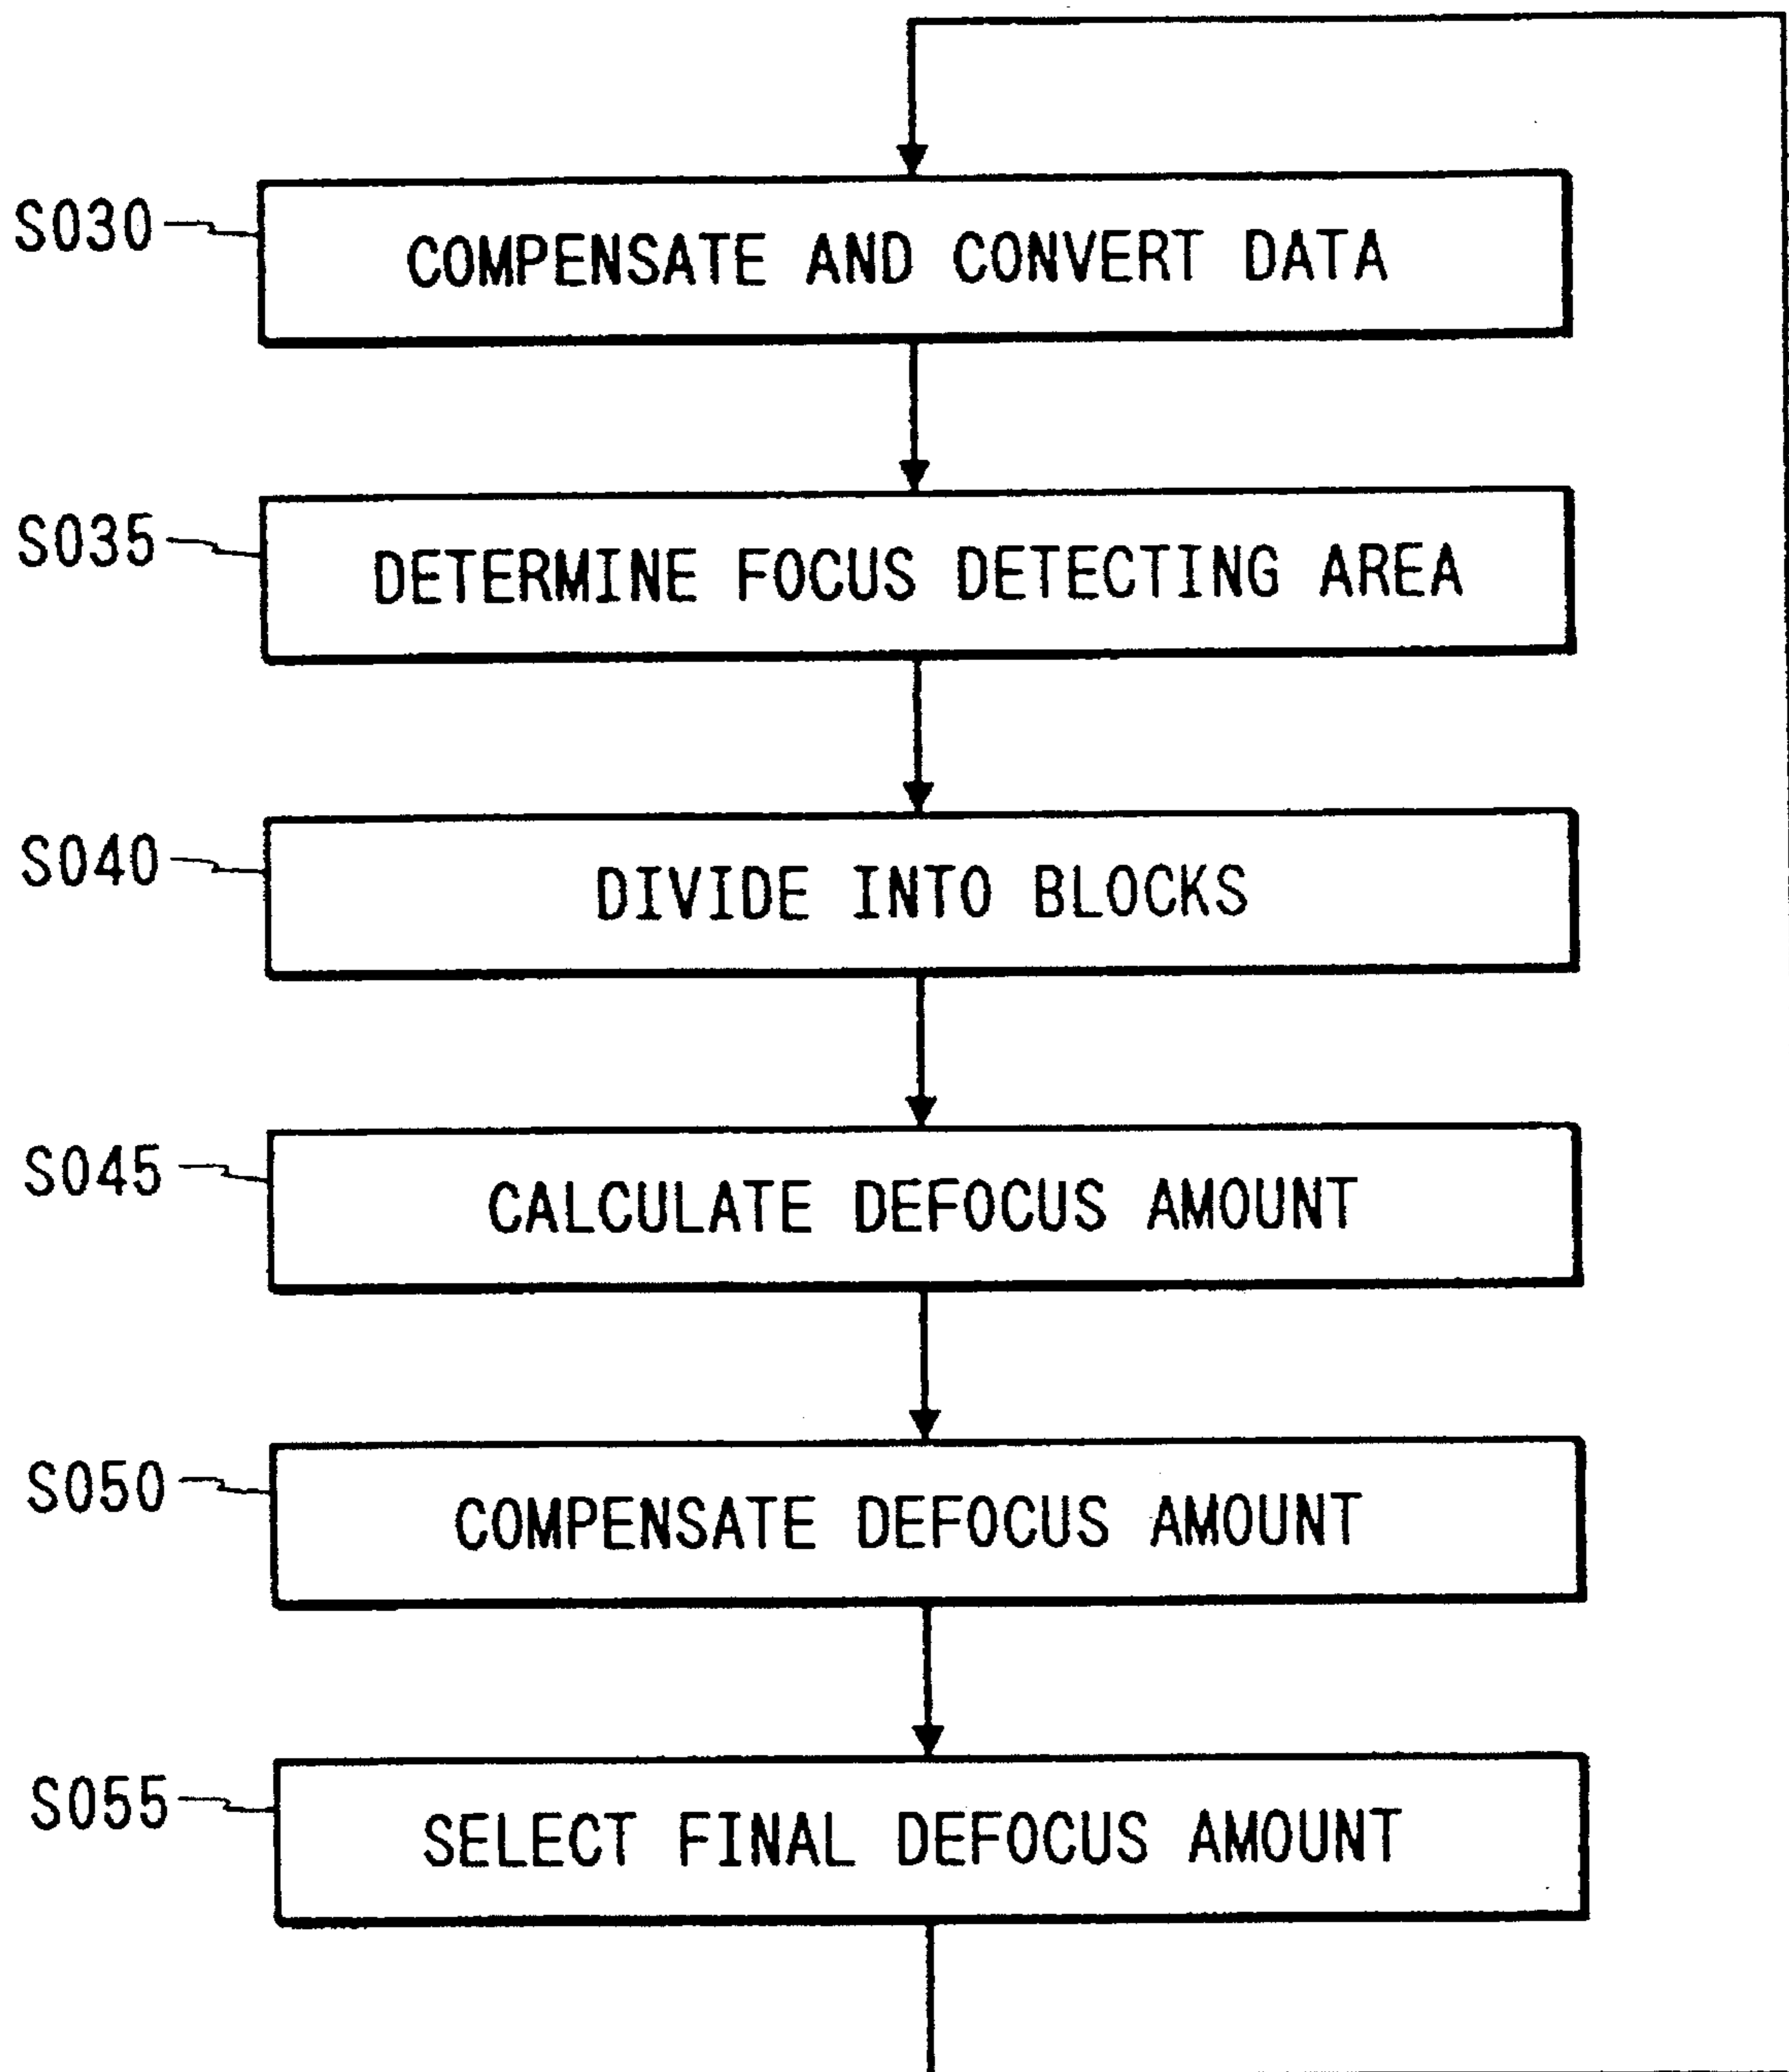 S030
COMPENSATE AND CONVERT DATA
S035
DETERMINE FOCUS DETECTING AREA
S040
DIVIDE INTO BLOCKS
S045
CALCULATE DEFOCUS AMOUNT
S050
COMPENSATE DEFOCUS AMOUNT
S055
SELECT FINAL DEFOCUS AMOUNT